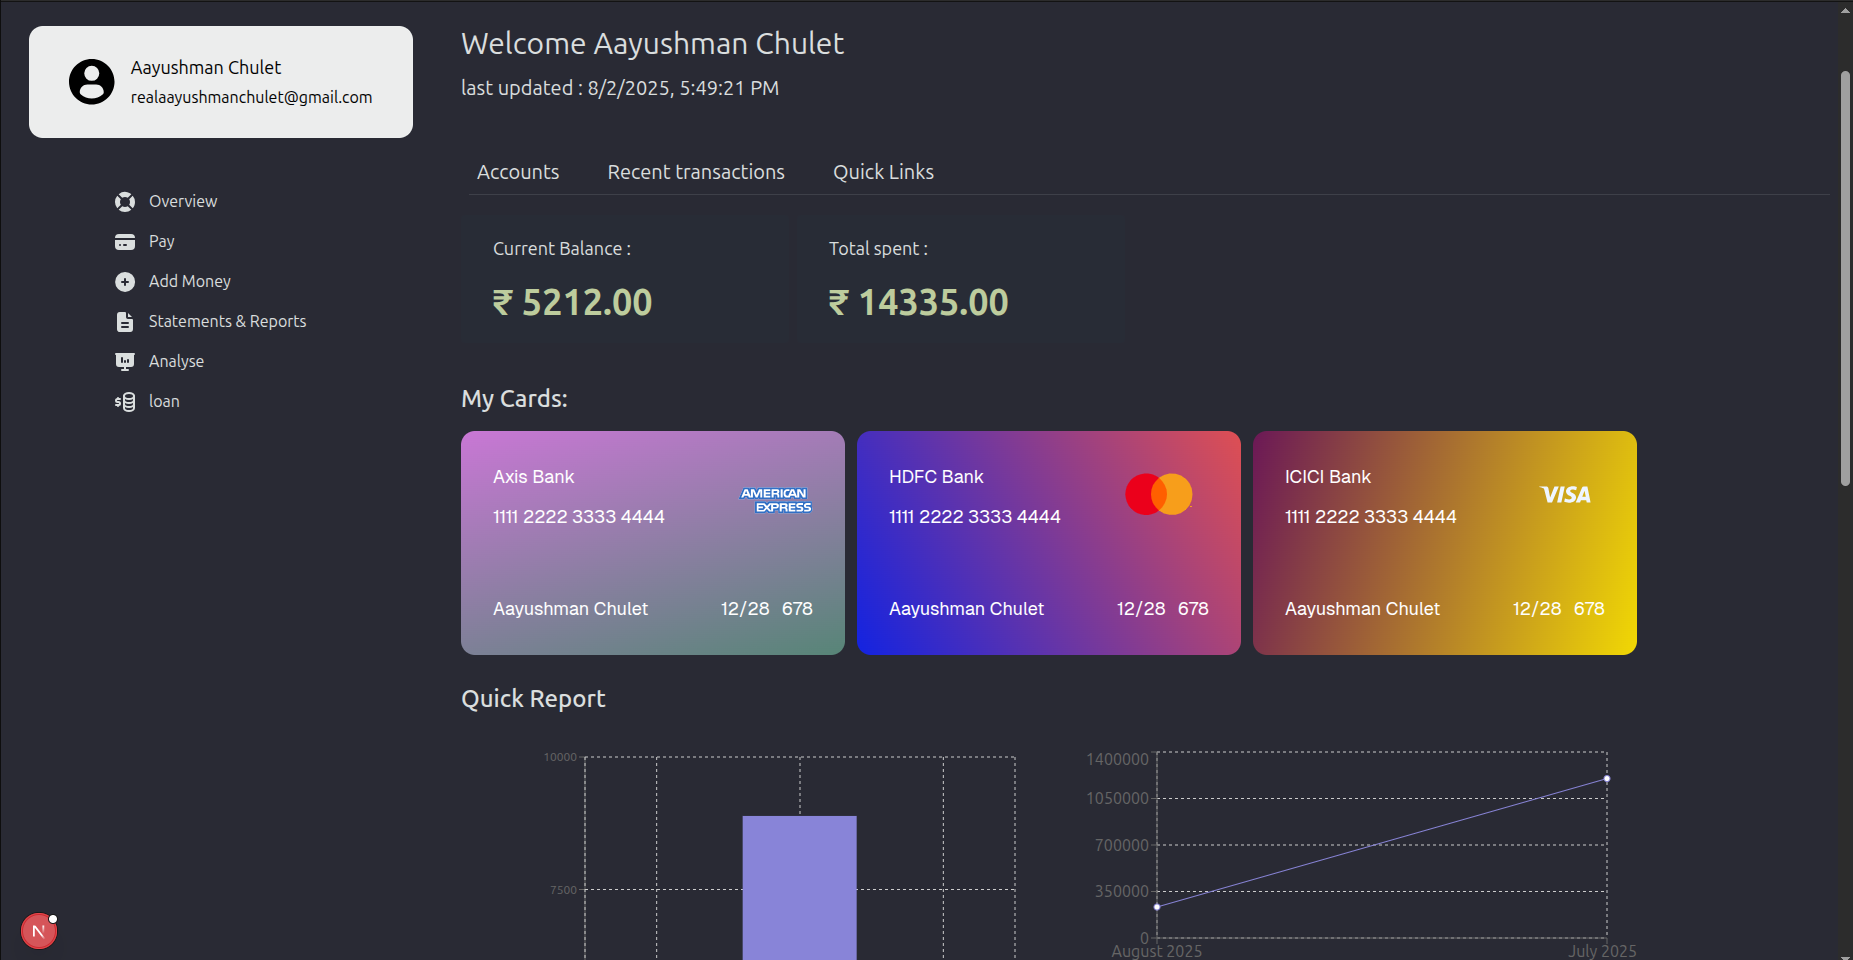 Aayushman Chulet
realaayushmanchulet@gmail.com
Overview
Pay
Add Money
Statements & Reports
Analyse
loan
Welcome Aayushman Chulet
last updated : 8/2/2025, 5:49:21 PM
Accounts Recent transactions Quick Links
Current Balance :
₹ 5212.00
Total spent :
₹ 14335.00
My Cards:
Axis Bank
AMERICAN
EXPRESS
1111 2222 3333 4444
Aayushman Chulet 12/28 678
HDFC Bank
1111 2222 3333 4444
Aayushman Chulet 12/28 678
ICICI Bank
VISA
1111 2222 3333 4444
Aayushman Chulet 12/28 678
Quick Report
10000
7500
1400000
1050000
700000
350000
0
August 2025 July 2025
N